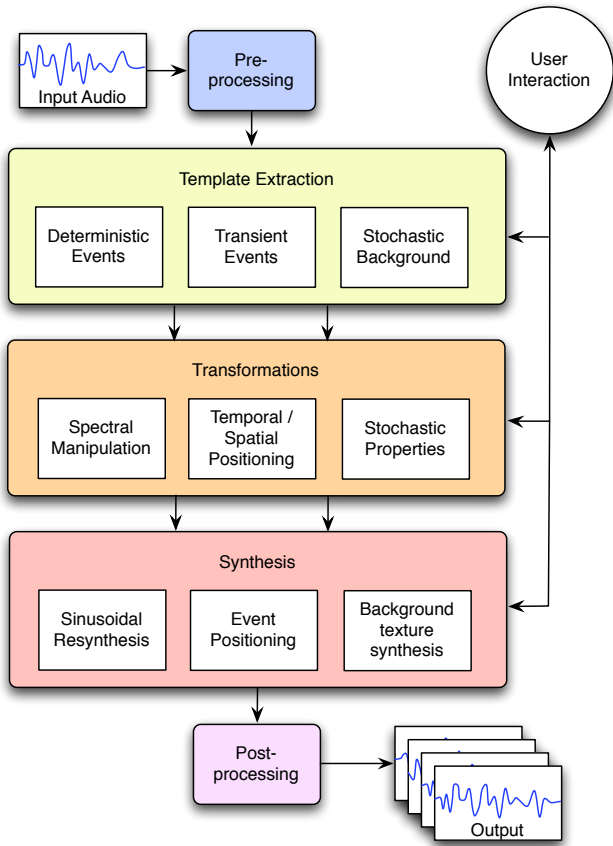 Input Audio
Pre-
processing
User
Interaction
Template Extraction
Deterministic
Events
Transient
Events
Stochastic
Background
Transformations
Spectral
Manipulation
Temporal /
Spatial
Positioning
Stochastic
Properties
Synthesis
Sinusoidal
Resynthesis
Event
Positioning
Background
texture
synthesis
Post-
processing
Output